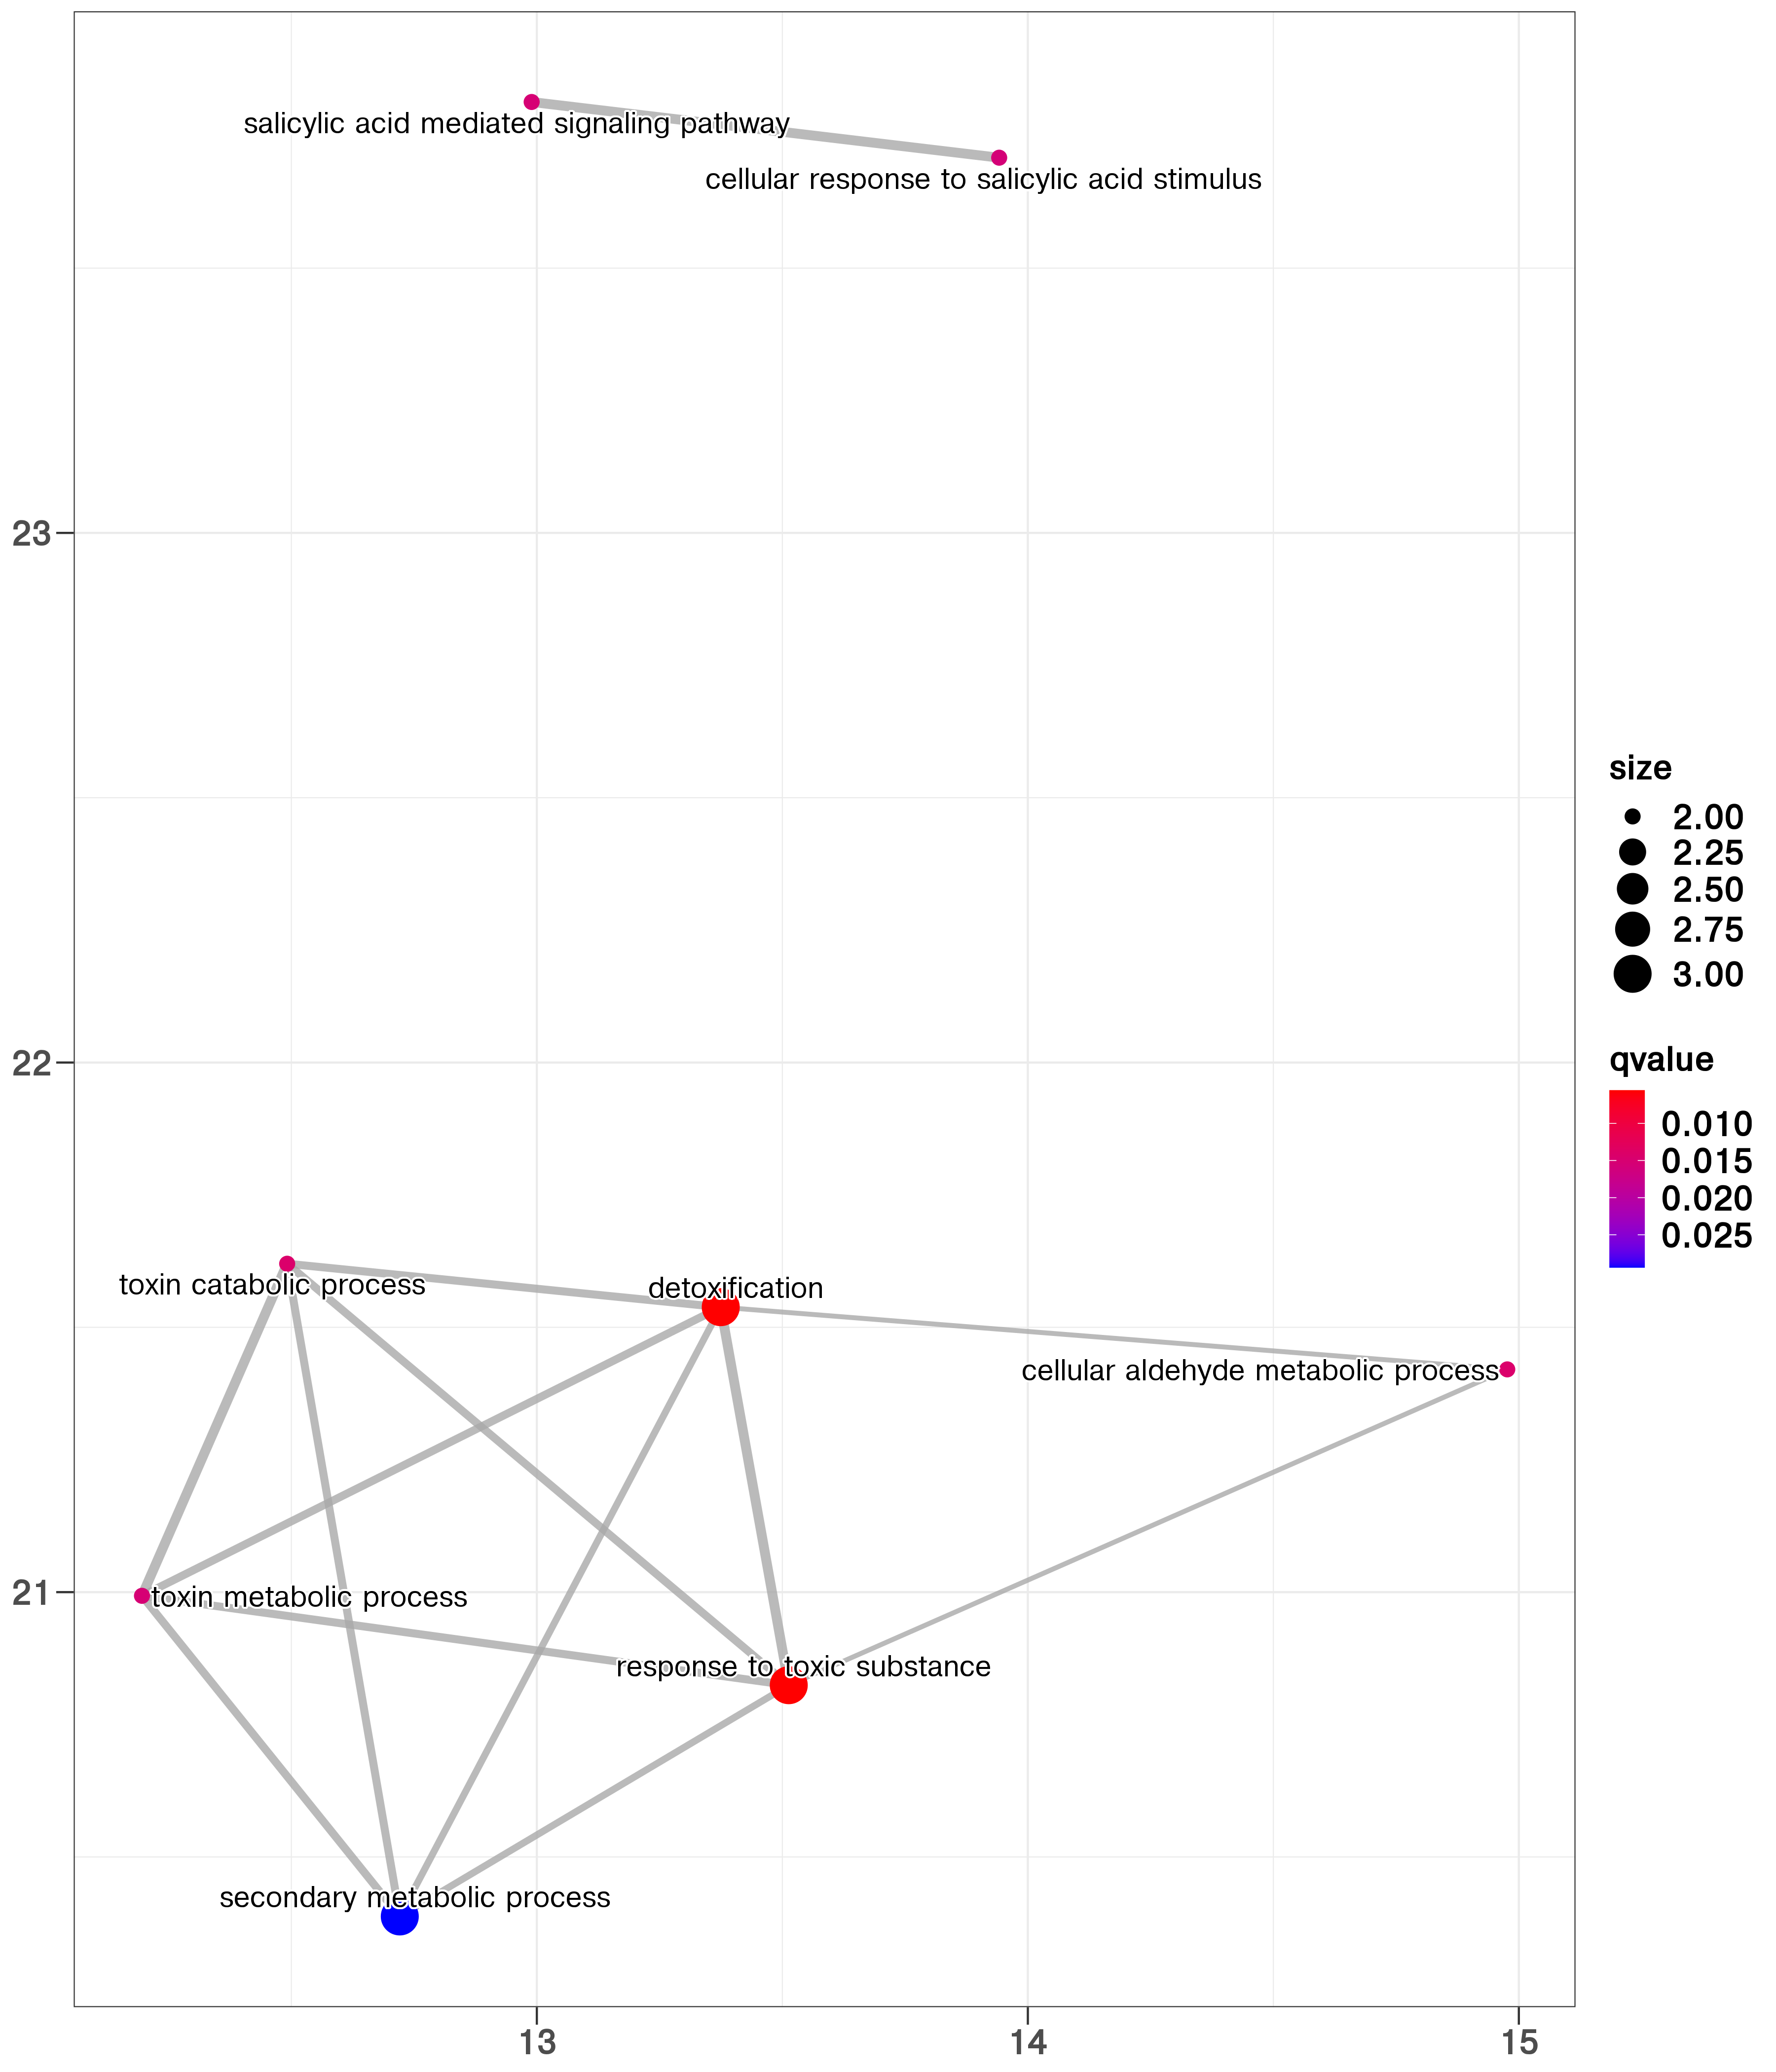 salicylic acid mediated signaling pathway
cellular response to salicylic acid stimulus
23
size
2.00
2.25
2.50
2.75
3.00
22
qvalue
0.010
0.015
0.020
0.025
toxin catabolic process
detoxification
cellular aldehyde metabolic process
21
toxin metabolic process
response to toxic substance
secondary metabolic process
13
14
15